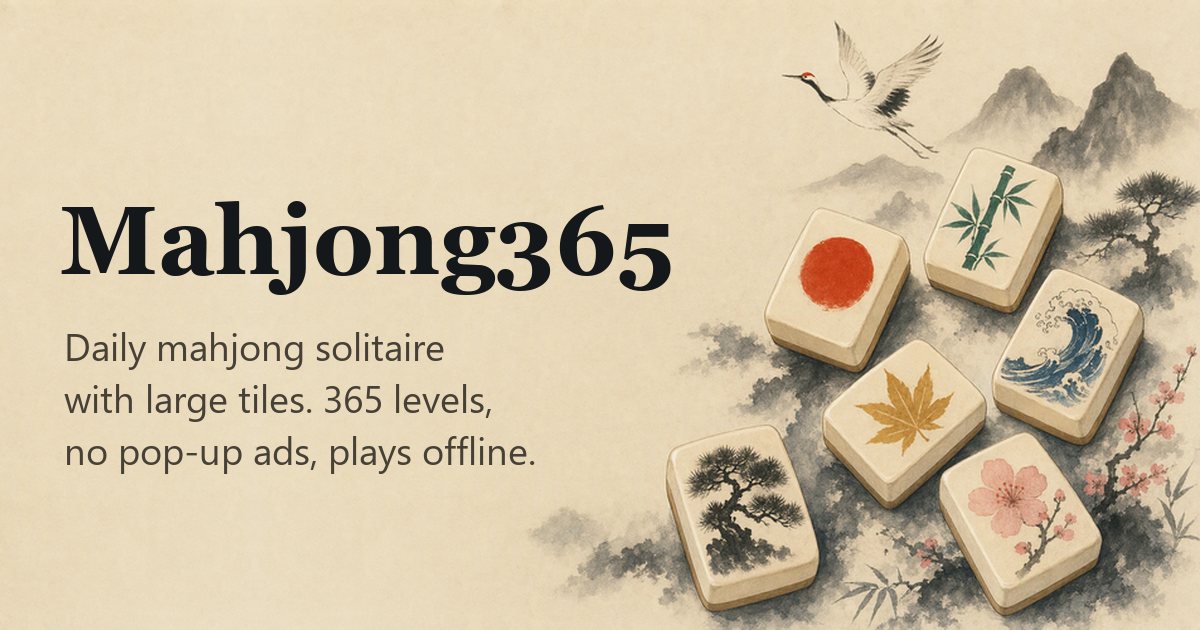 Mahjong365
Daily mahjong solitaire
with large tiles. 365 levels,
no pop-up ads, plays offline.